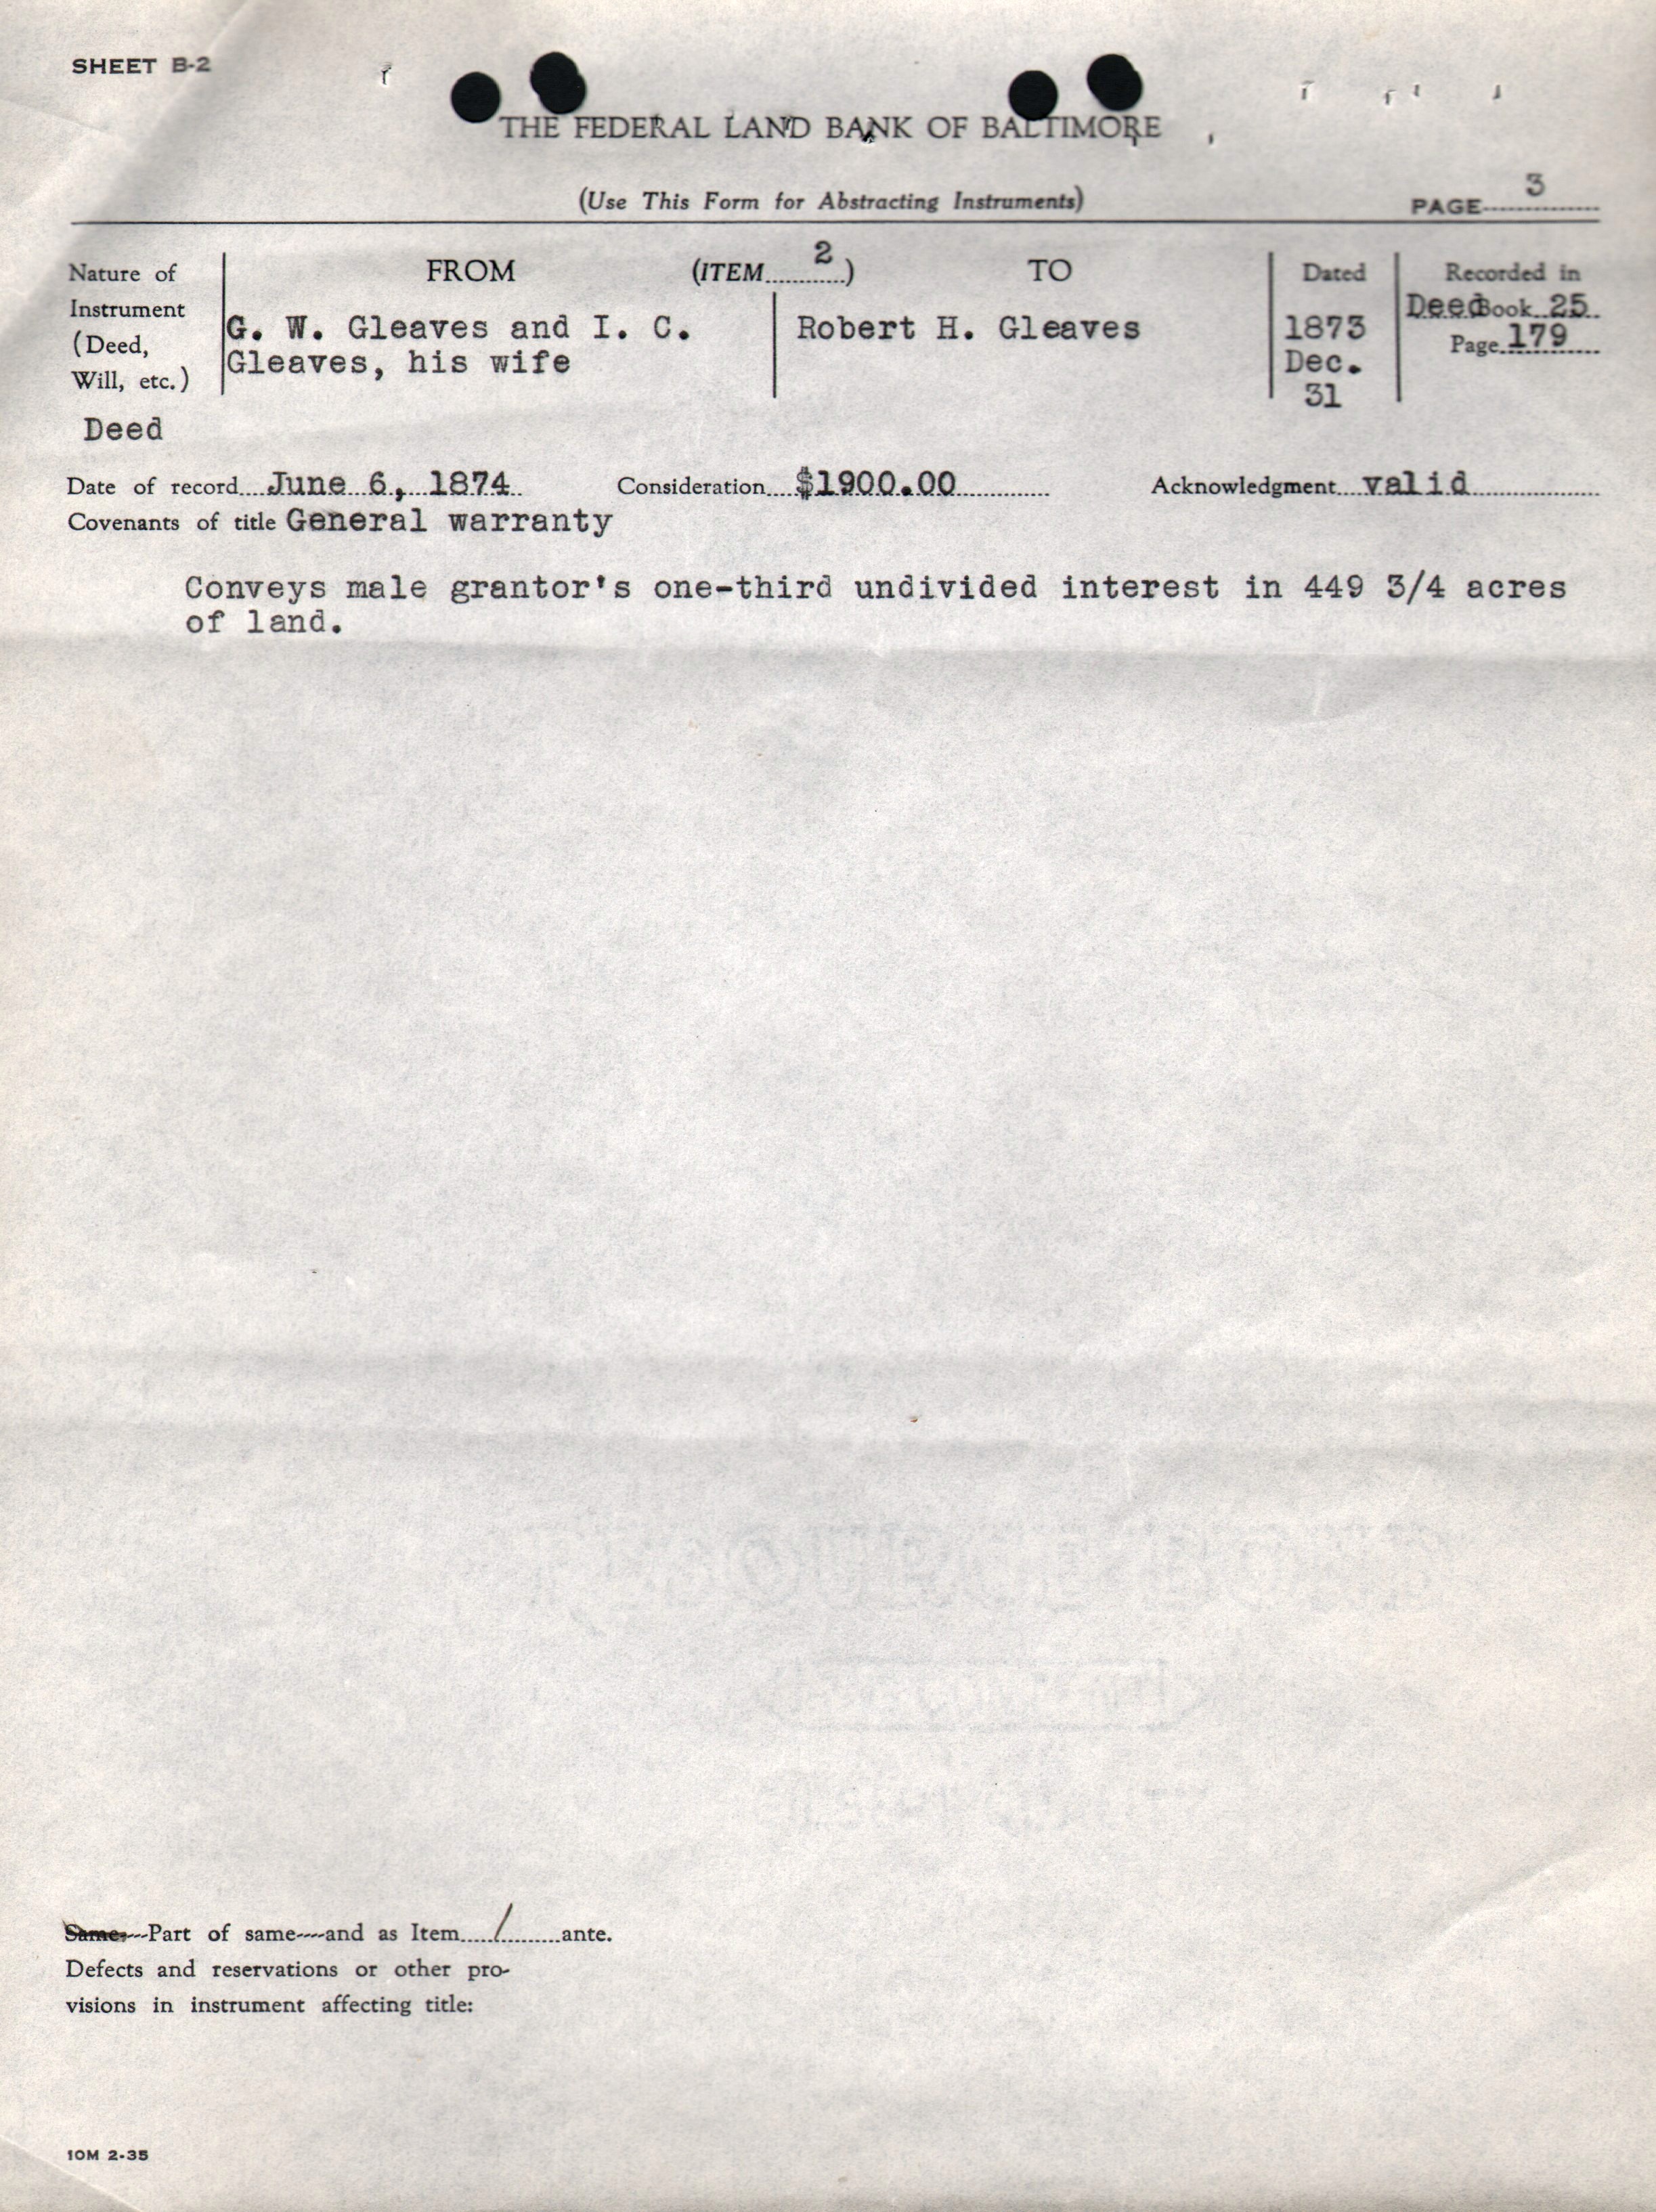 SHEET B-2
THE FEDERAL LAND BANK OF BALTIMORE
(Use This Form for Abstracting Instruments)
PAGE 3
Nature of Instrument (Deed, Will, etc.)
FROM (ITEM 2) TO
Dated
Recorded in
Deed Book 25
Page 179
G. W. Gleaves and I. C.
Gleaves, his wife
Robert H. Gleaves
1873
Dec.
31
Deed
Date of record June 6, 1874 Consideration $1900.00 Acknowledgment valid
Covenants of title General warranty
Conveys male grantor's one-third undivided interest in 449 3/4 acres
of land.
Same,--Part of same--and as Item 1 ante.
Defects and reservations or other pro-
visions in instrument affecting title:
10M 2-35